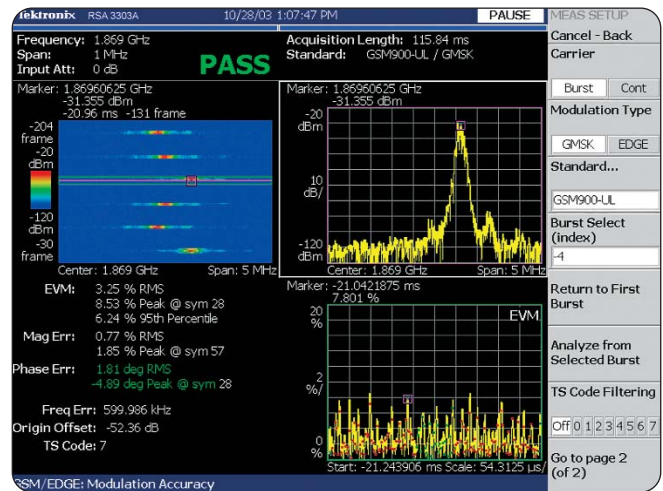 Tektronix RSA 3303A 10/28/03 1:07:47 PM PAUSE MEAS SETUP
Cancel - Back
Frequency: 1.869 GHz
Span: 1 MHz
Input Att: 0 dB
PASS
Acquisition Length: 115.84 ms
Standard: GSM900-UL / GMSK
Carrier
Burst Cont
Modulation Type
GMSK EDGE
Standard...
GSM900-UL
Burst Select
(index)
-4
Return to First
Burst
Analyze from
Selected Burst
TS Code Filtering
Off 0 1 2 3 4 5 6 7
Go to page 2
(of 2)
Marker: 1.86960625 GHz
-31.355 dBm
-20.96 ms -131 frame
-204
frame
-20
dBm
-120
dBm
-30
frame
Center: 1.869 GHz Span: 5 MHz
Marker: 1.86960625 GHz
-31.355 dBm
-20
dBm
10
dB/
-120
dBm
Center: 1.869 GHz Span: 5 MHz
EVM: 3.25 % RMS
8.53 % Peak @ sym 28
6.24 % 95th Percentile
Mag Err: 0.77 % RMS
1.85 % Peak @ sym 57
Phase Err: 1.81 deg RMS
-4.89 deg Peak @ sym 28
Freq Err: 599.986 kHz
Origin Offset: -52.36 dB
TS Code: 7
Marker: -21.0421875 ms
7.801 %
20
%
EVM
2
%/
0
%
Start: -21.243906 ms Scale: 54.3125 µs/
GSM/EDGE: Modulation Accuracy